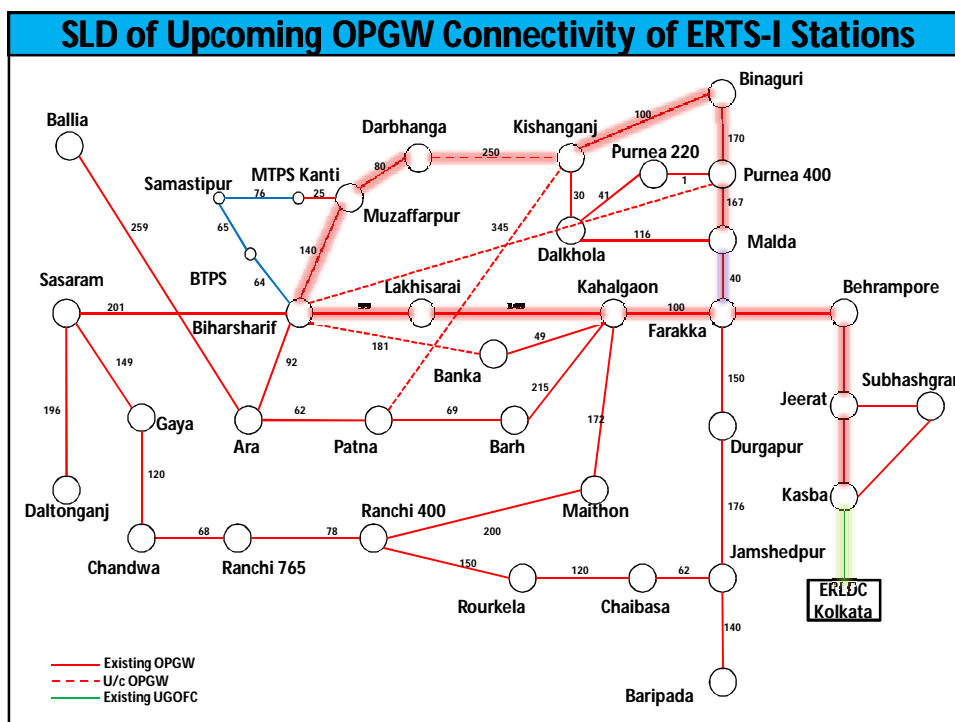 SLD of Upcoming OPGW Connectivity of ERTS-I Stations
Binaguri
100
Ballia
Darbhanga
Kishanganj
170
250
Purnea 220
80
MTPS Kanti
Samastipur
76
25
1
Purnea 400
30
41
Muzaffarpur
167
259
65
345
Dalkhola
116
Malda
140
BTPS
64
40
Sasaram
Lakhisarai
Kahalgaon
Behrampore
201
100
Biharsharif
Farakka
181
49
149
92
Banka
150
Subhashgram
215
196
Jeerat
62
69
172
Gaya
Ara
Patna
Barh
Durgapur
120
Kasba
Daltonganj
Ranchi 400
Maithon
176
68
78
200
Chandwa
Ranchi 765
Jamshedpur
150
120
62
ERLDC
Kolkata
Rourkela
Chaibasa
140
Existing OPGW
U/c OPGW
Existing UGOFC
Baripada